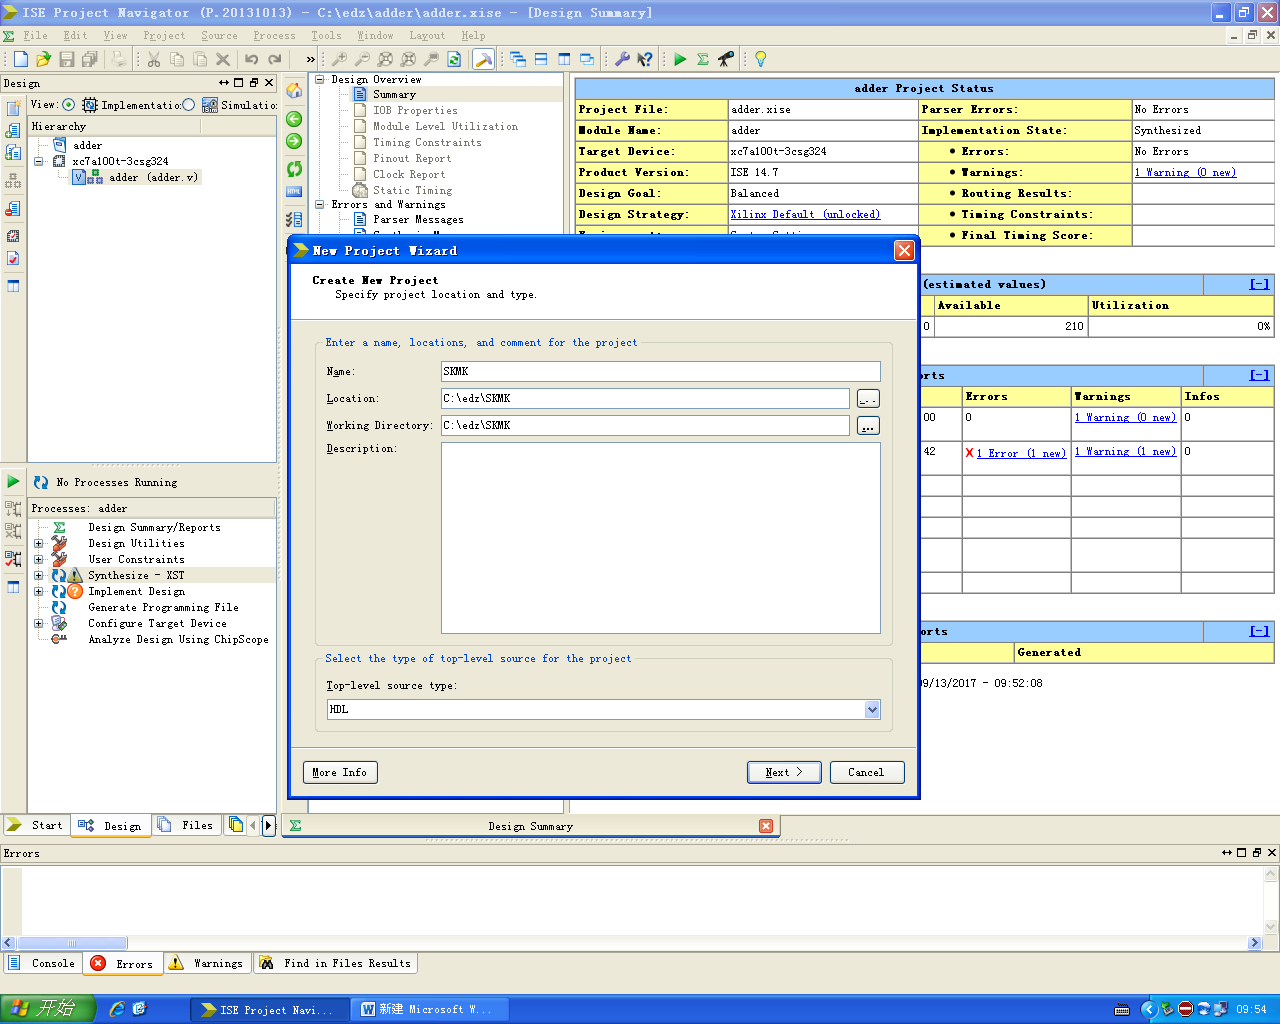 ISE Project Navigator (P.20131013) - C:\edz\adder\adder.xise - [Design Summary]
File Edit View Project Source Process Tools Window Layout Help
Design
View: Implementatio: Simulatio:
Hierarchy
adder
xc7a100t-3csg324
adder (adder.v)
No Processes Running
Processes: adder
Design Summary/Reports
Design Utilities
User Constraints
Synthesize - XST
Implement Design
Generate Programming File
Configure Target Device
Analyze Design Using ChipScope
Start Design Files
Design Overview
Summary
IOB Properties
Module Level Utilization
Timing Constraints
Pinout Report
Clock Report
Static Timing
Errors and Warnings
Parser Messages
adder Project Status
Project File: adder.xise Parser Errors: No Errors
Module Name: adder Implementation State: Synthesized
Target Device: xc7a100t-3csg324 • Errors: No Errors
Product Version: ISE 14.7 • Warnings: 1 Warning (0 new)
Design Goal: Balanced • Routing Results:
Design Strategy: Xilinx Default (unlocked) • Timing Constraints:
• Final Timing Score:
(estimated values) [-]
Available Utilization
0 210 0%
orts [-]
Errors Warnings Infos
00 0 1 Warning (0 new) 0
42 X 1 Error (1 new) 1 Warning (1 new) 0
orts [-]
Generated
09/13/2017 - 09:52:08
New Project Wizard
Create New Project
Specify project location and type.
Enter a name, locations, and comment for the project
Name: SKMK
Location: C:\edz\SKMK ...
Working Directory: C:\edz\SKMK ...
Description:
Select the type of top-level source for the project
Top-level source type:
HDL
More Info Next > Cancel
Design Summary
Errors
Console Errors Warnings Find in Files Results
开始 ISE Project Navi... 新建 Microsoft W... 09:54